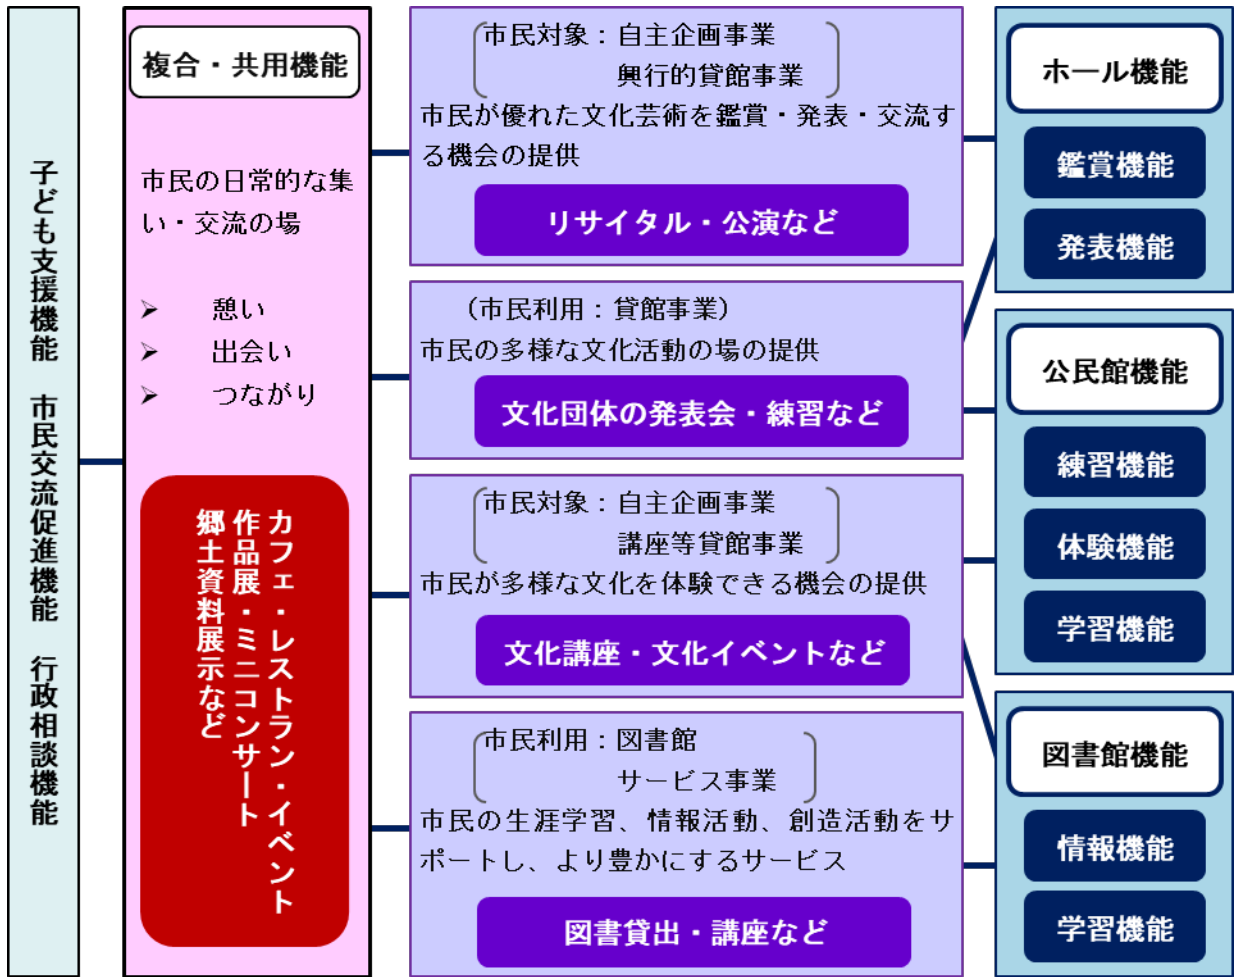 子ども支援機能　市民交流促進機能　行政相談機能
複合・共用機能
市民の日常的な集
い・交流の場
➢ 憩い
➢ 出会い
➢ つながり
カフェ・レストラン・イベント
作品展・ミニコンサート
郷土資料展示など
市民対象：自主企画事業
興行的貸館事業
市民が優れた文化芸術を鑑賞・発表・交流す
る機会の提供
リサイタル・公演など
（市民利用：貸館事業）
市民の多様な文化活動の場の提供
文化団体の発表会・練習など
市民対象：自主企画事業
講座等貸館事業
市民が多様な文化を体験できる機会の提供
文化講座・文化イベントなど
市民利用：図書館
サービス事業
市民の生涯学習、情報活動、創造活動をサ
ポートし、より豊かにするサービス
図書貸出・講座など
ホール機能
鑑賞機能
発表機能
公民館機能
練習機能
体験機能
学習機能
図書館機能
情報機能
学習機能